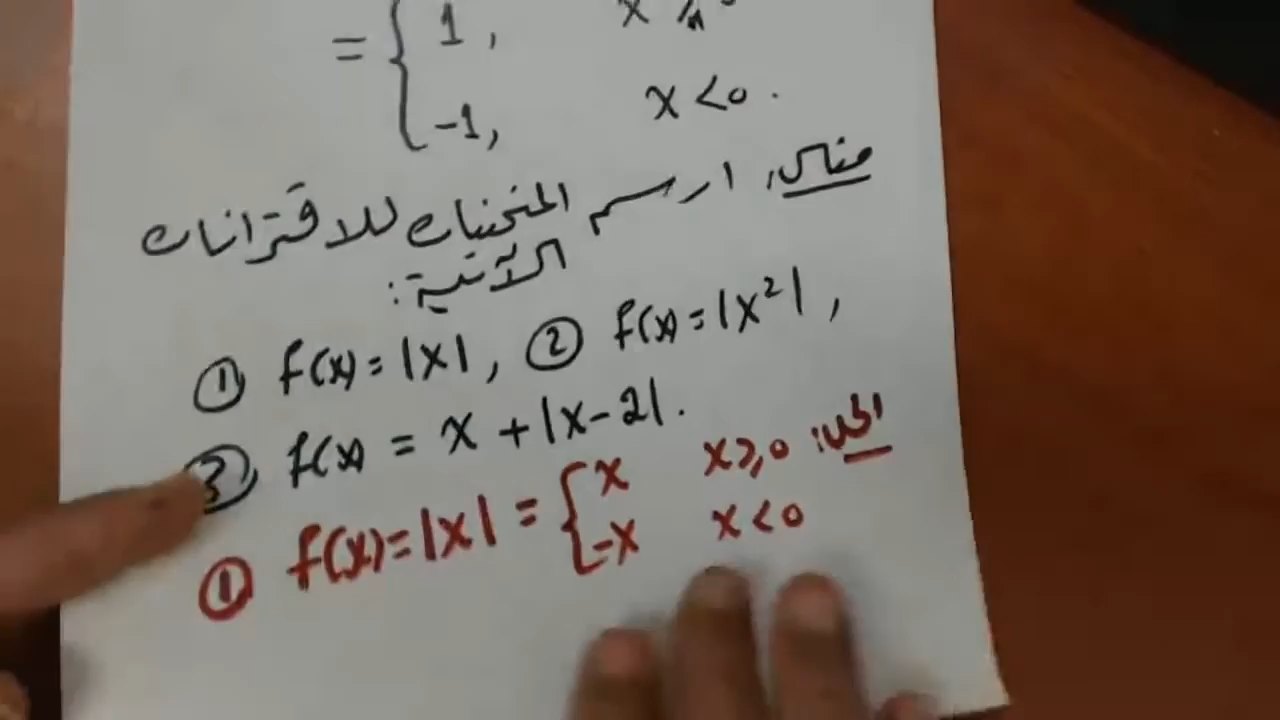 = { 1 , x
-1, x < 0 .
مثال, ارسم المنحنيات للاقترانات
الآتية:
① f(x) = |x| , ② f(x) = |x²| ,
③ f(x) = x + |x-2| .
الحل:
① f(x) = |x| = { x x ≥ 0
-x x < 0